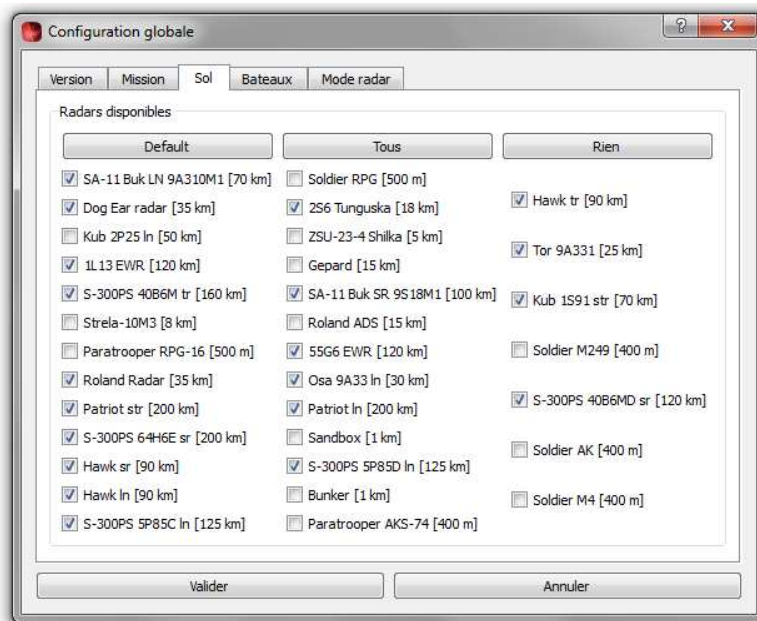 Configuration globale
?
Version Mission Sol Bateaux Mode radar
Radars disponibles
Default Tous Rien
SA-11 Buk LN 9A310M1 [70 km]
Dog Ear radar [35 km]
Kub 2P25 ln [50 km]
1L13 EWR [120 km]
S-300PS 40B6M tr [160 km]
Strela-10M3 [8 km]
Paratrooper RPG-16 [500 m]
Roland Radar [35 km]
Patriot str [200 km]
S-300PS 64H6E sr [200 km]
Hawk sr [90 km]
Hawk ln [90 km]
S-300PS 5P85C ln [125 km]
Soldier RPG [500 m]
2S6 Tunguska [18 km]
ZSU-23-4 Shilka [5 km]
Gepard [15 km]
SA-11 Buk SR 9S18M1 [100 km]
Roland ADS [15 km]
55G6 EWR [120 km]
Osa 9A33 ln [30 km]
Patriot ln [200 km]
Sandbox [1 km]
S-300PS 5P85D ln [125 km]
Bunker [1 km]
Paratrooper AKS-74 [400 m]
Hawk tr [90 km]
Tor 9A331 [25 km]
Kub 1S91 str [70 km]
Soldier M249 [400 m]
S-300PS 40B6MD sr [120 km]
Soldier AK [400 m]
Soldier M4 [400 m]
Valider Annuler